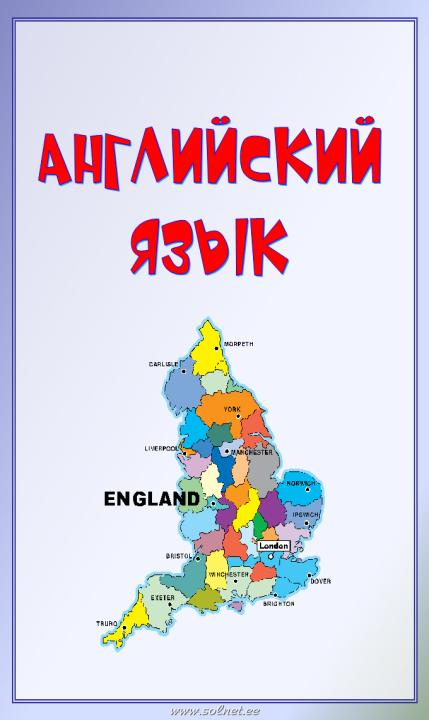 АНГЛИЙСКИЙ
ЯЗЫК
MORPETH
CARLISLE
YORK
LIVERPOOL
MANCHESTER
NORWICH
ENGLAND
IPSWICH
London
BRISTOL
WINCHESTER
DOVER
EXETER
BRIGHTON
TRURO
www.solnet.ee